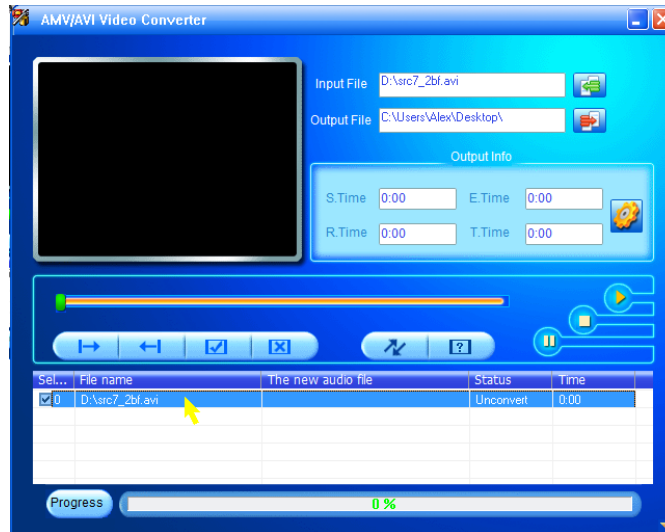 AMV/AVI Video Converter
Input File D:\src7_2bf.avi
Output File C:\Users\Alex\Desktop\
Output Info
S.Time 0:00 E.Time 0:00
R.Time 0:00 T.Time 0:00
Sel... File name The new audio file Status Time
0 D:\src7_2bf.avi Unconvert 0:00
Progress 0 %